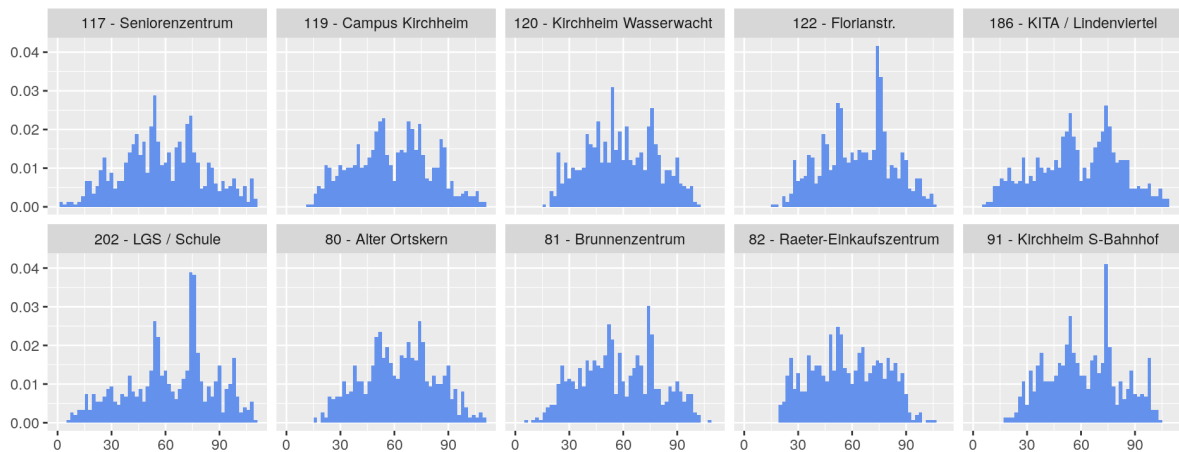 117 - Seniorenzentrum
119 - Campus Kirchheim
120 - Kirchheim Wasserwacht
122 - Florianstr.
186 - KITA / Lindenviertel
0.04
0.03
0.02
0.01
0.00
202 - LGS / Schule
80 - Alter Ortskern
81 - Brunnenzentrum
82 - Raeter-Einkaufszentrum
91 - Kirchheim S-Bahnhof
0.04
0.03
0.02
0.01
0.00
0 30 60 90
0 30 60 90
0 30 60 90
0 30 60 90
0 30 60 90